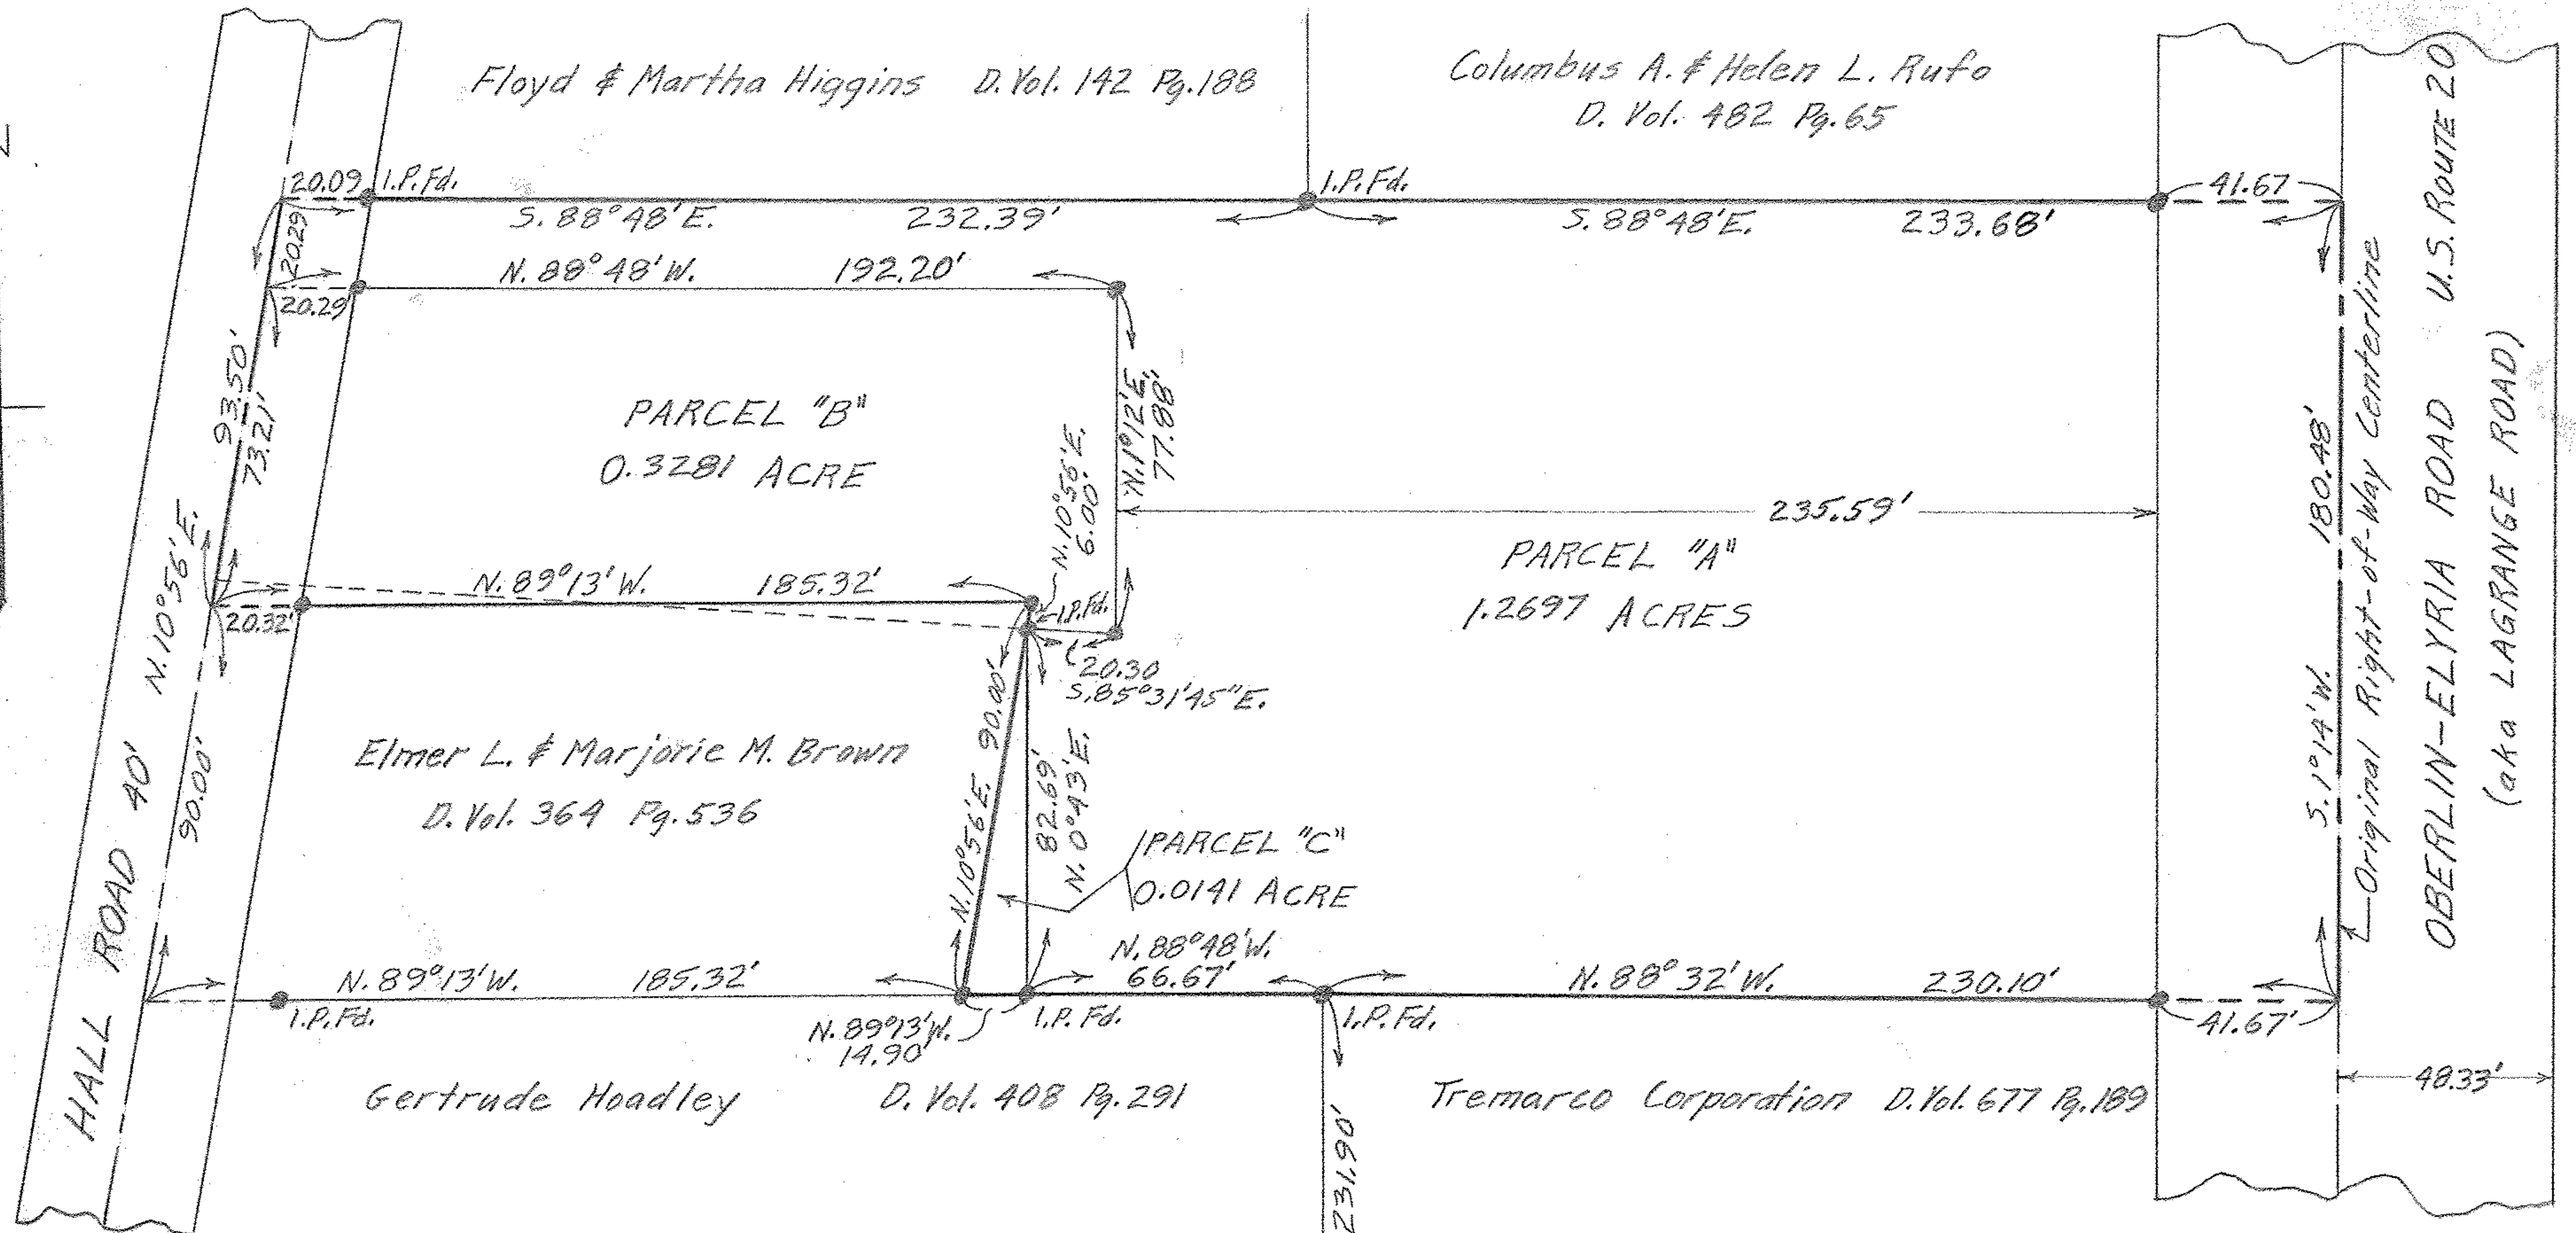 Floyd & Martha Higgins D. Vol. 142 Pg. 188
Columbus A. & Helen L. Rufo
D. Vol. 482 Pg. 65
20.09
I.P. Fd.
S. 88° 48' E. 232.39'
I.P. Fd.
S. 88° 48' E. 233.68'
41.67
20.29
N. 88° 48' W. 192.20'
20.29
93.50'
73.21'
N. 10° 56' E.
PARCEL "B"
0.3281 ACRE
N. 1° 12' E.
77.88'
N. 10° 56' E.
6.00'
235.59'
PARCEL "A"
1.2697 ACRES
N. 89° 13' W. 185.32'
20.32'
I.P. Fd.
20.30
S. 85° 31' 45" E.
Elmer L. & Marjorie M. Brown
D. Vol. 364 Pg. 536
90.00'
N. 10° 56' E. 90.00'
82.69'
N. 0° 43' E.
PARCEL "C"
0.0141 ACRE
N. 89° 13' W. 185.32'
I.P. Fd.
N. 89° 13' W.
14.90'
I.P. Fd.
N. 88° 48' W.
66.67'
I.P. Fd.
N. 88° 32' W. 230.10'
41.67'
Gertrude Hoadley D. Vol. 408 Pg. 291
Tremarco Corporation D. Vol. 677 Pg. 189
231.90'
48.33'
HALL ROAD 40'
S. 1° 14' W. 180.48'
Original Right-of-Way Centerline
OBERLIN-ELYRIA ROAD U.S. ROUTE 20
(aka LAGRANGE ROAD)